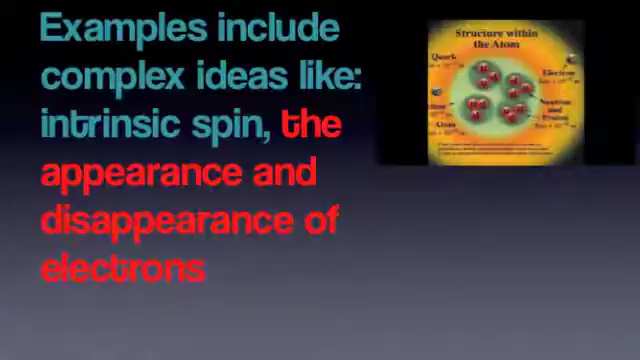 Examples include
complex ideas like:
intrinsic spin, the
appearance and
disappearance of
electrons
Structure within
the Atom
Quark
Electron
Neutron
and
Proton
Atom